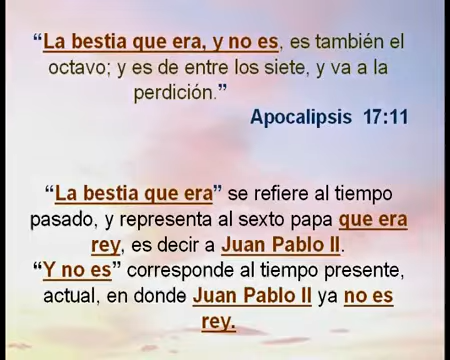 “La bestia que era, y no es, es también el
octavo; y es de entre los siete, y va a la
perdición.”
Apocalipsis 17:11
“La bestia que era” se refiere al tiempo
pasado, y representa al sexto papa que era
rey, es decir a Juan Pablo II.
“Y no es” corresponde al tiempo presente,
actual, en donde Juan Pablo II ya no es
rey.